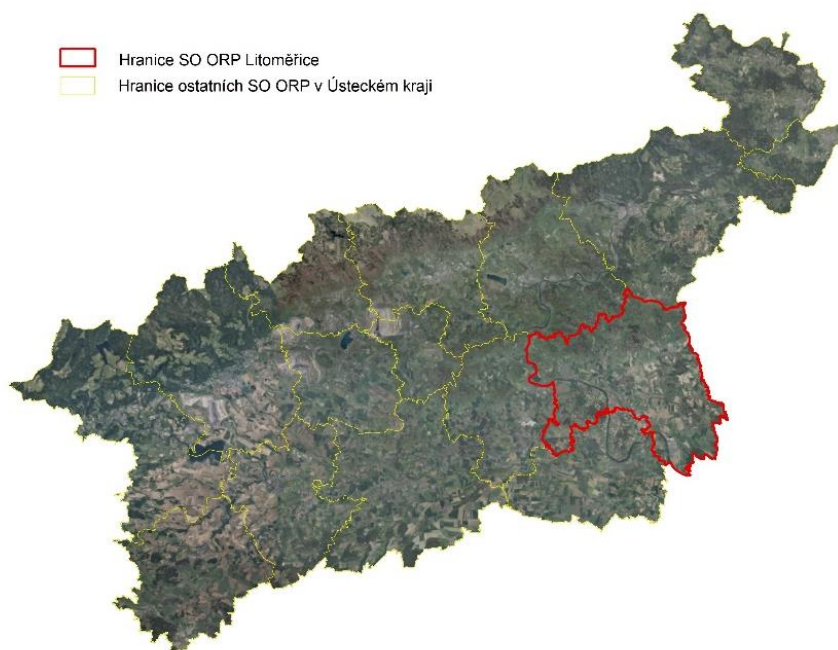 Hranice SO ORP Litoměřice
Hranice ostatních SO ORP v Ústeckém kraji